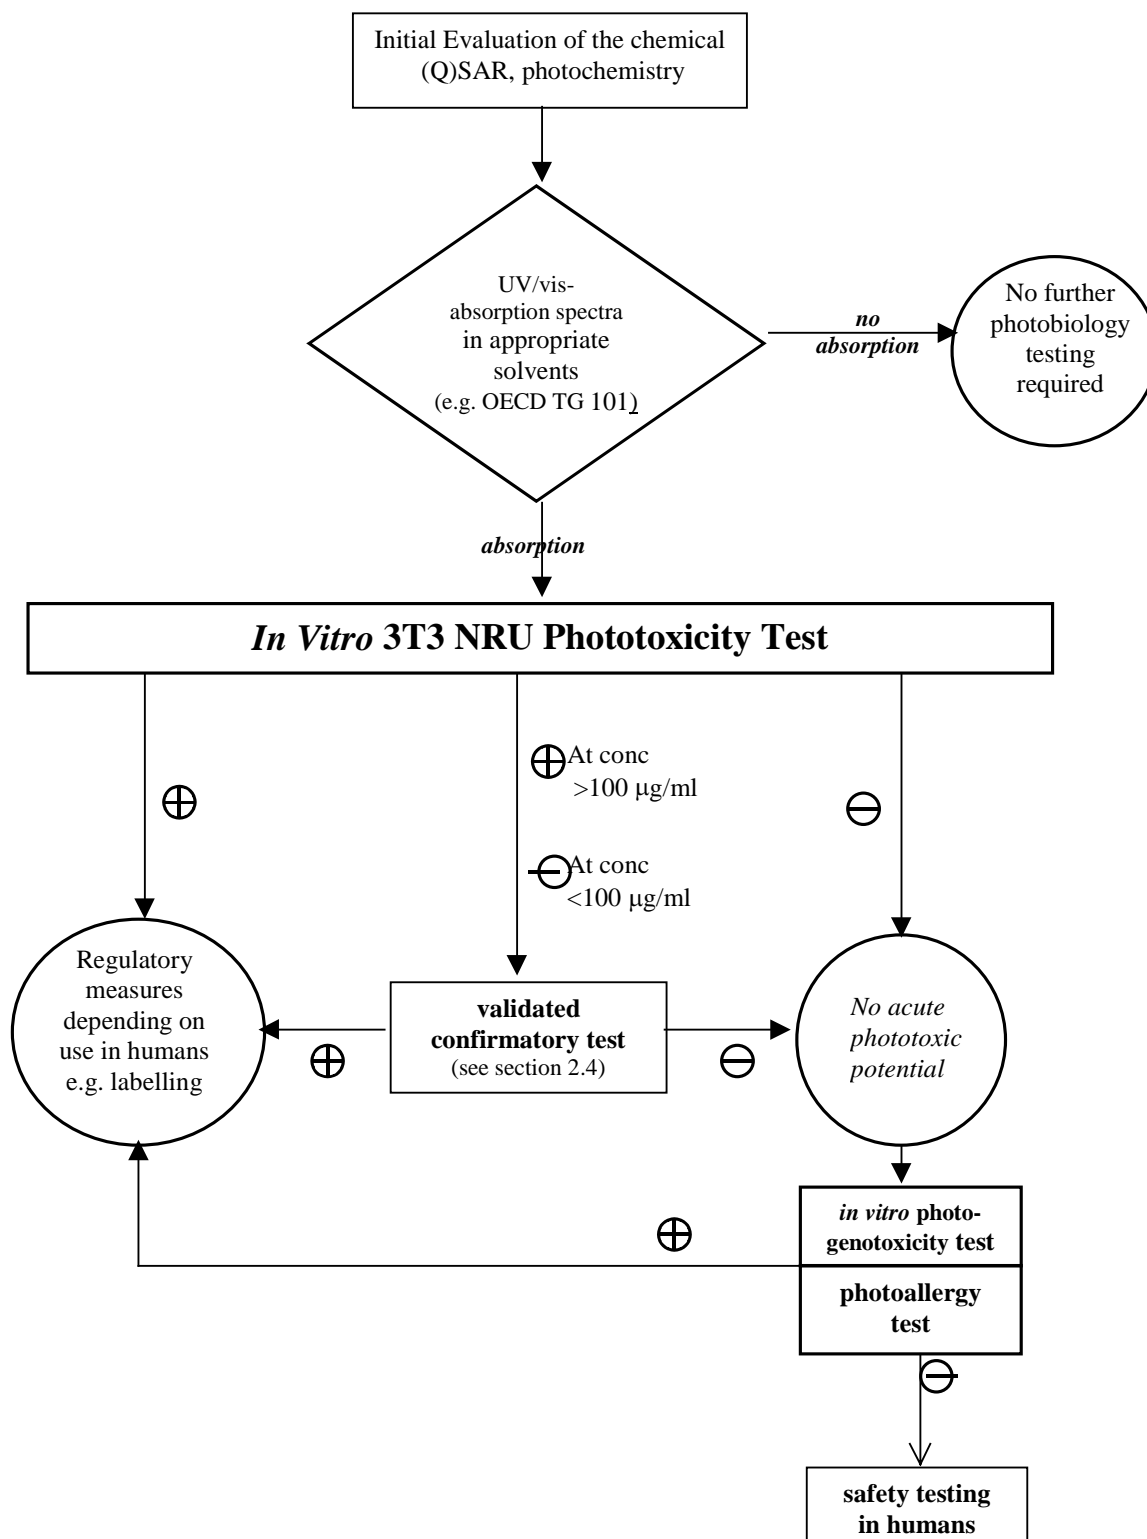 Initial Evaluation of the chemical
(Q)SAR, photochemistry
UV/vis-
absorption spectra
in appropriate
solvents
(e.g. OECD TG 101)
no
absorption
No further
photobiology
testing
required
absorption
In Vitro 3T3 NRU Phototoxicity Test
At conc
>100 µg/ml
At conc
<100 µg/ml
Regulatory
measures
depending on
use in humans
e.g. labelling
validated
confirmatory test
(see section 2.4)
No acute
phototoxic
potential
in vitro photo-
genotoxicity test
photoallergy
test
safety testing
in humans